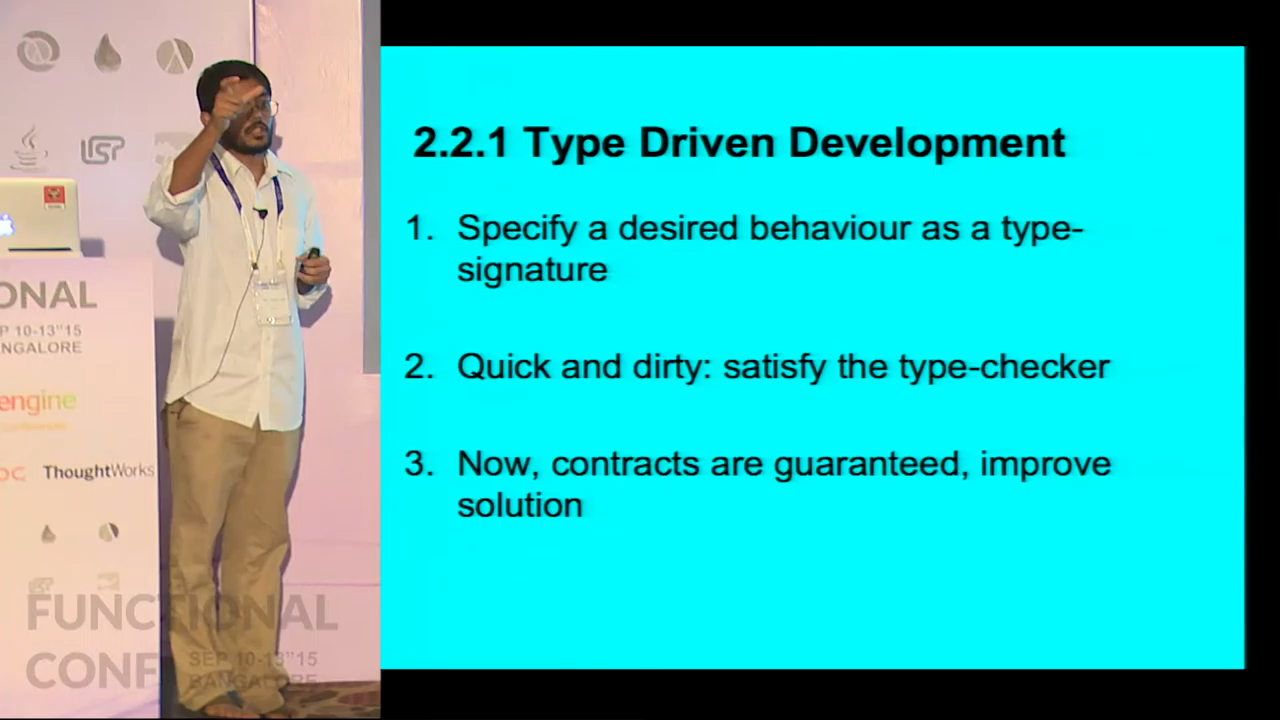 2.2.1 Type Driven Development
1. Specify a desired behaviour as a type-
signature
2. Quick and dirty: satisfy the type-checker
3. Now, contracts are guaranteed, improve
solution
ONAL
P 10-13"15
NGALORE
engine
ThoughtWorks
FUNCTIONAL
CONF
SEP 10-13"15
BANGALORE